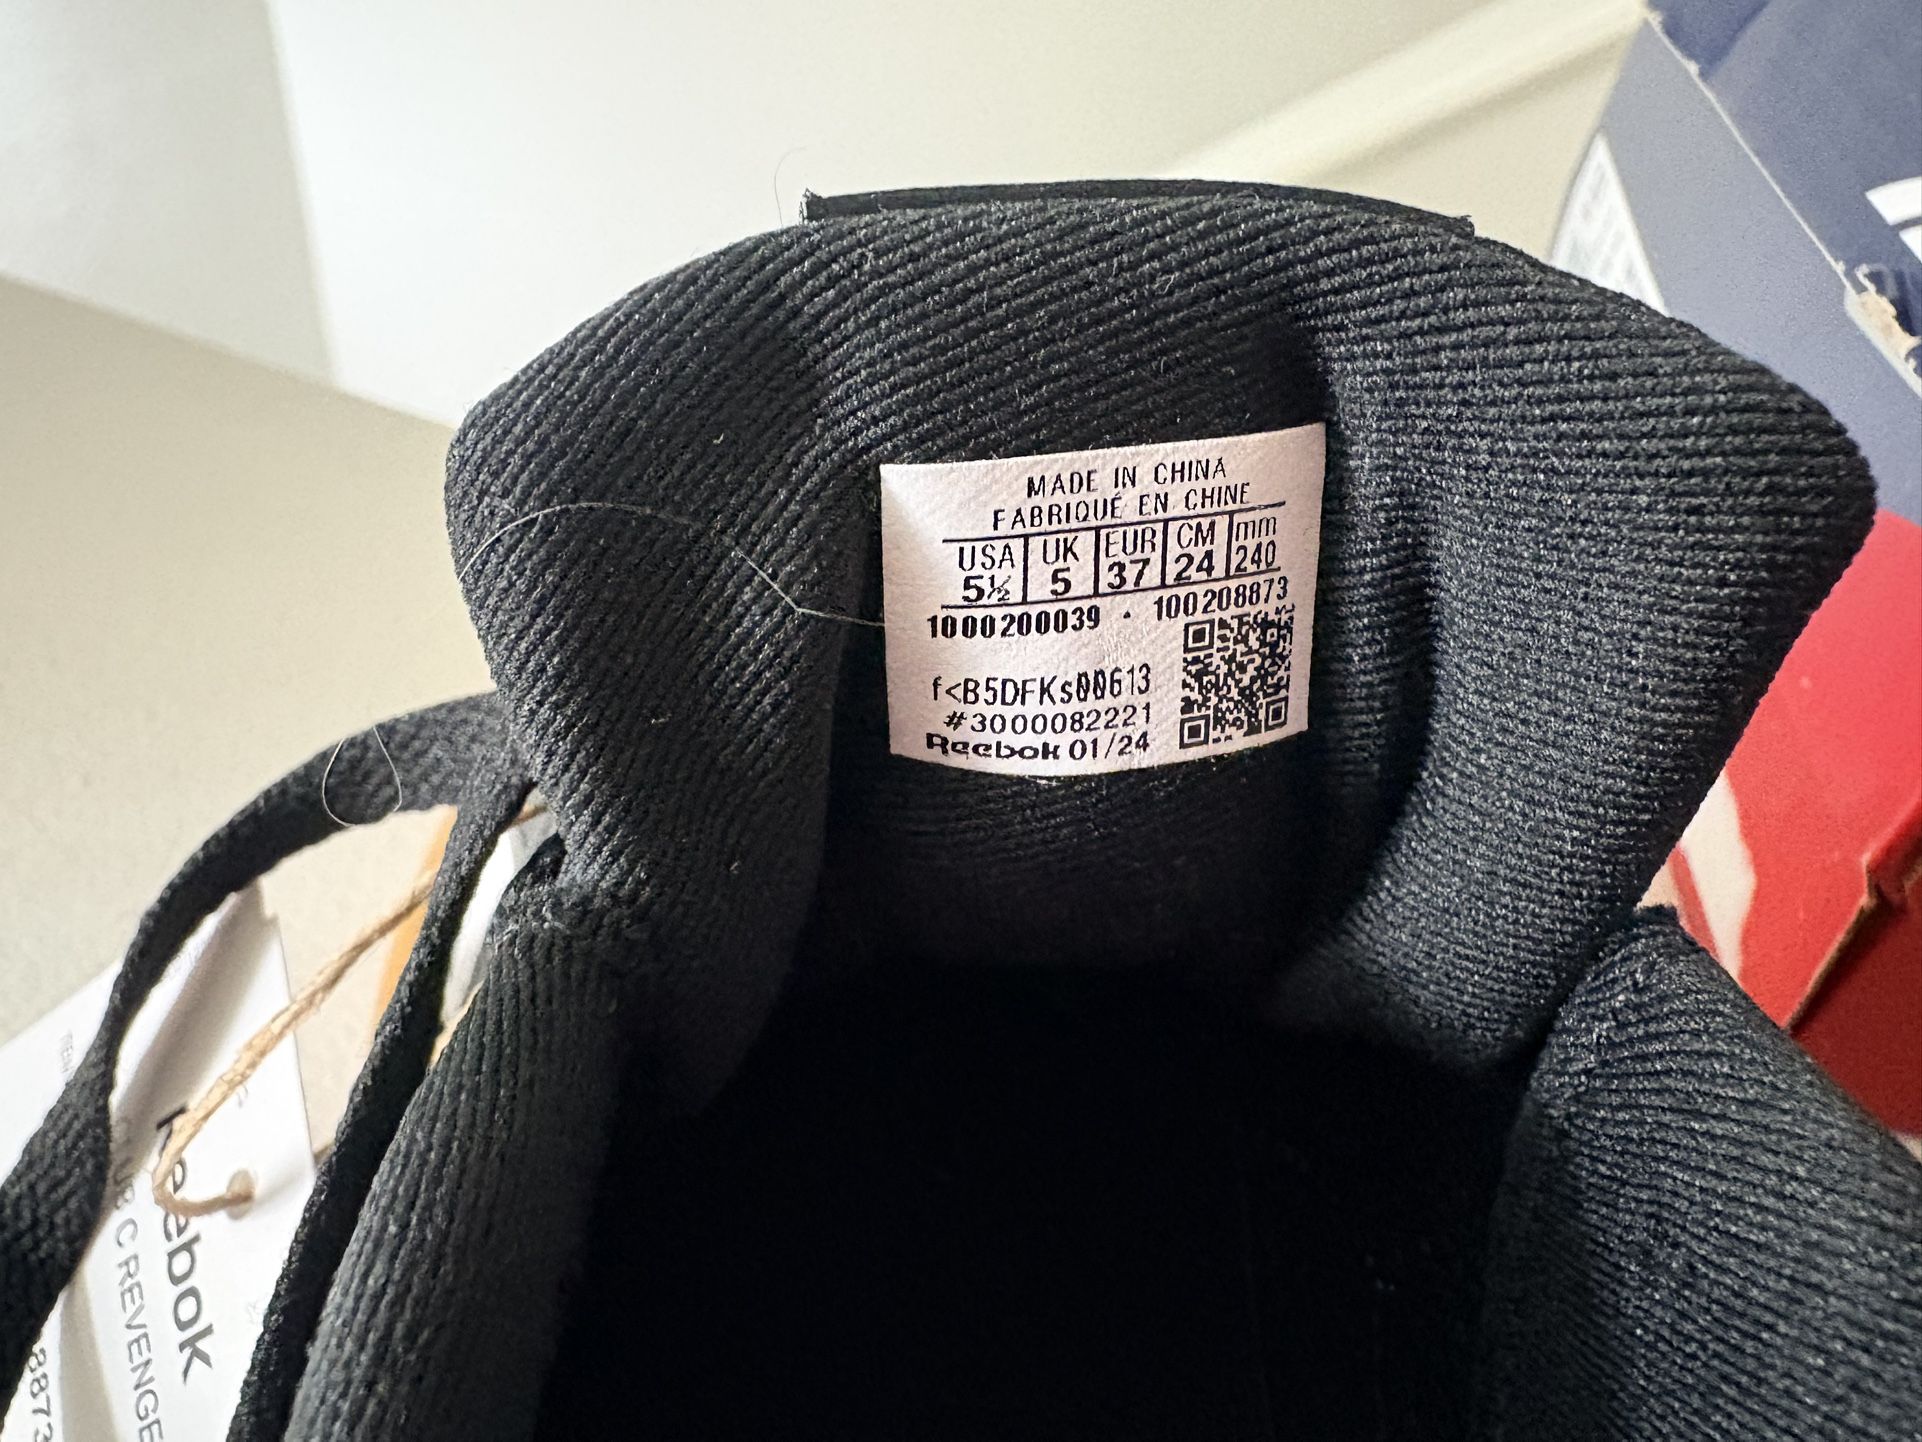 MADE IN CHINA
FABRIQUÉ EN CHINE
USA UK EUR CM mm
5½ 5 37 24 240
1000200039 · 100208873
f<B5DFKs00613
#3000082221
Reebok 01/24
Reebok
C REVENGE
8873